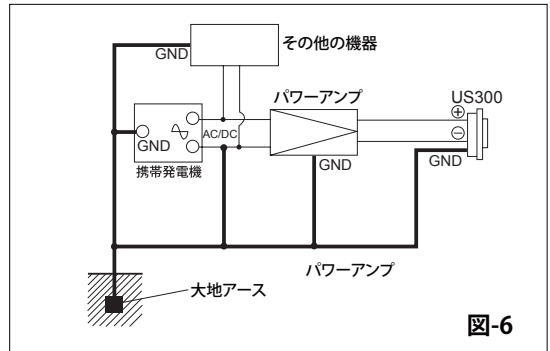 その他の機器
GND
パワーアンプ
US300
⊕
AC/DC
⊖
GND
GND
GND
携帯発電機
パワーアンプ
大地アース
図-6